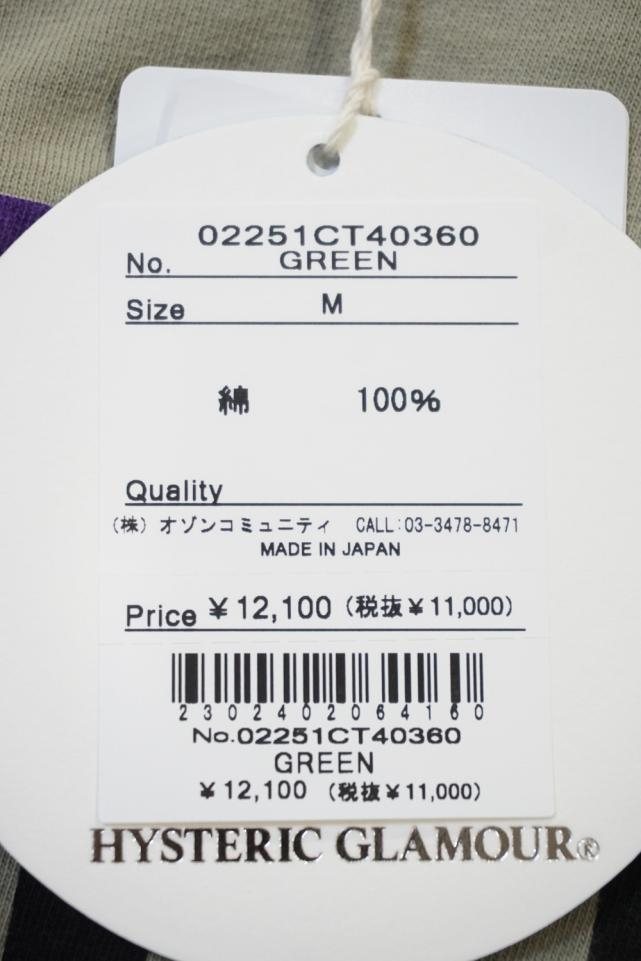 02251CT40360
No. GREEN
Size M
綿 100%
Quality
(株) オゾンコミュニティ CALL:03-3478-8471
MADE IN JAPAN
Price ¥12,100 (税抜¥11,000)
2302402064160
No.02251CT40360
GREEN
¥12,100 (税抜¥11,000)
HYSTERIC GLAMOUR®